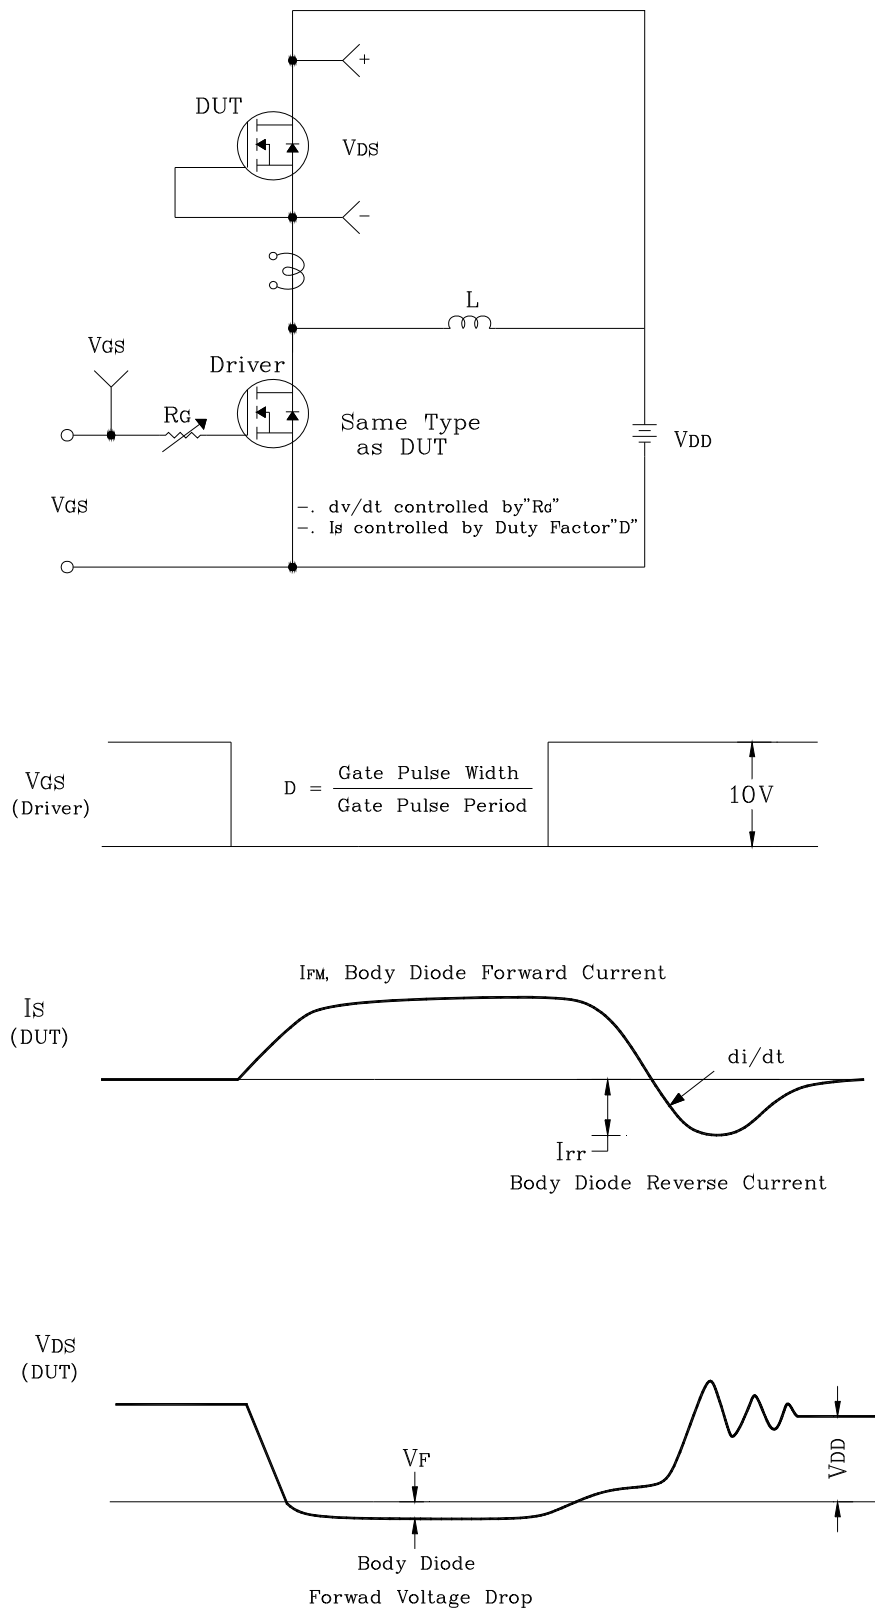 +
DUT
VDS
−
L
VGS
Driver
RG
Same Type
as DUT
VDD
VGS
−. dv/dt controlled by"RG"
−. Is controlled by Duty Factor"D"
VGS
(Driver)
D = Gate Pulse Width
Gate Pulse Period
10V
IFM, Body Diode Forward Current
IS
(DUT)
di/dt
Irr
Body Diode Reverse Current
VDS
(DUT)
VF
VDD
Body Diode
Forwad Voltage Drop